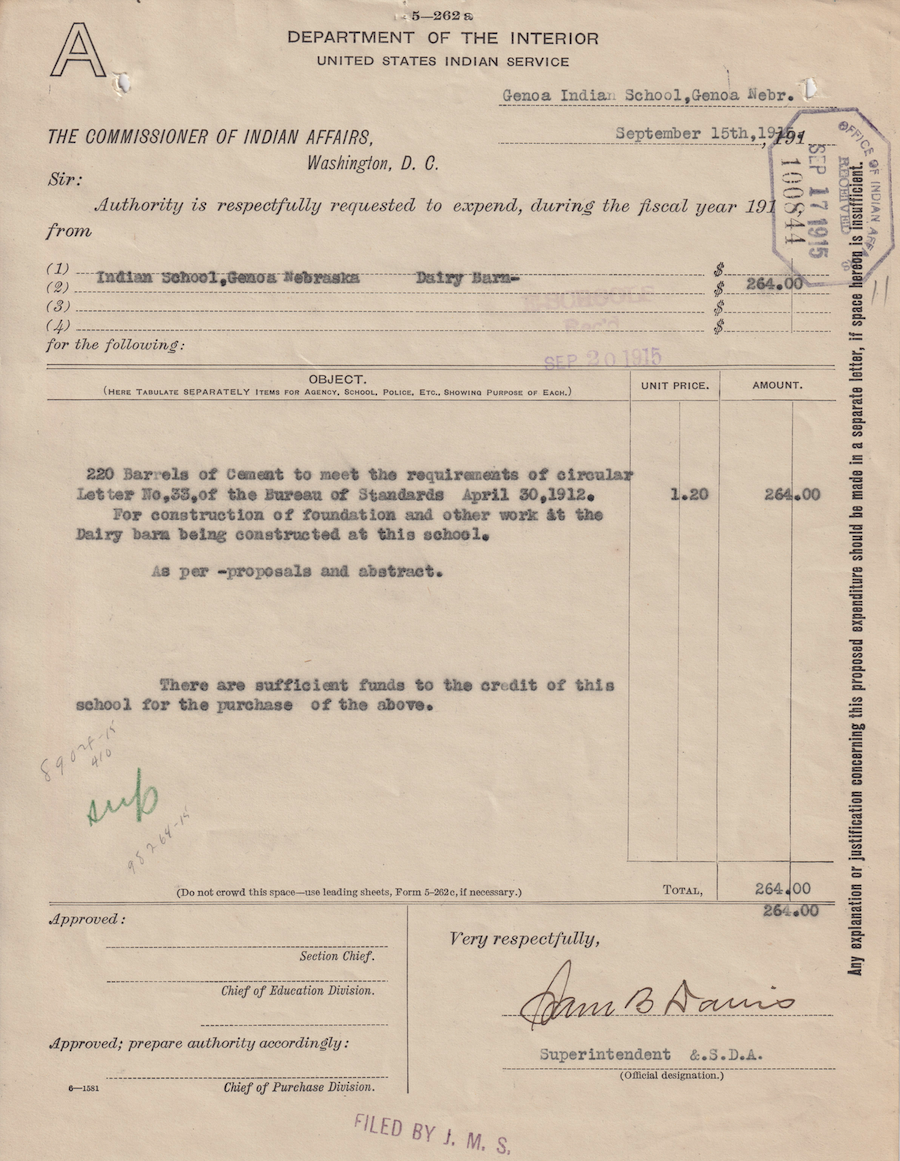 5—262 a
A
DEPARTMENT OF THE INTERIOR
UNITED STATES INDIAN SERVICE
Genoa Indian School,Genoa Nebr.
THE COMMISSIONER OF INDIAN AFFAIRS,
September 15th,1915. , 191
Washington, D. C.
OFFICE OF INDIAN
RECEIVED
SEP 17 1915
100844
Sir:
Authority is respectfully requested to expend, during the fiscal year 191
from
(1) $
Indian School,Genoa Nebraska Dairy Barn-
(2) $ 264.00
(3) $
(4) $
Rec'd
SEP 20 1915
11
for the following:
OBJECT. UNIT PRICE. AMOUNT.
(HERE TABULATE SEPARATELY ITEMS FOR AGENCY, SCHOOL, POLICE, ETC., SHOWING PURPOSE OF EACH.)
220 Barrels of Cement to meet the requirements of circular
Letter No,33,of the Bureau of Standards April 30,1912. 1.20 264.00
For construction of foundation and other work at the
Dairy barn being constructed at this school.
As per -proposals and abstract.
There are sufficient funds to the credit of this
school for the purchase of the above.
410
sup
98264-15
(Do not crowd this space—use leading sheets, Form 5-262 c, if necessary.) TOTAL, 264.00
264.00
Approved:
Section Chief.
Chief of Education Division.
Approved; prepare authority accordingly:
6—1581 Chief of Purchase Division.
Very respectfully,
Sam B Davis
Superintendent &.S.D.A.
(Official designation.)
Any explanation or justification concerning this proposed expenditure should be made in a separate letter, if space hereon is insufficient.
FILED BY J. M. S.